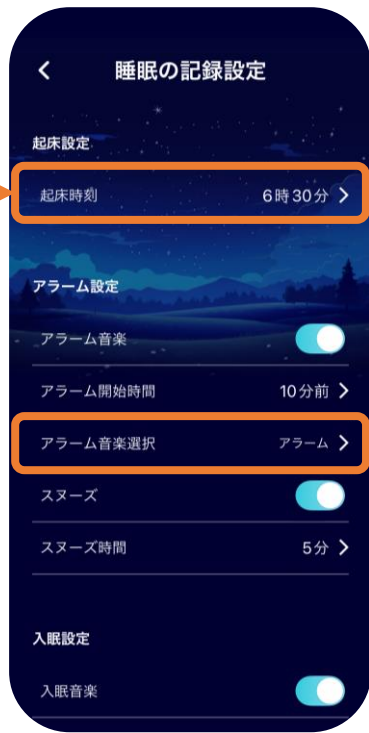 睡眠の記録設定
起床設定
起床時刻 6時30分
アラーム設定
アラーム音楽
アラーム開始時間 10分前
アラーム音楽選択 アラーム
スヌーズ
スヌーズ時間 5分
入眠設定
入眠音楽